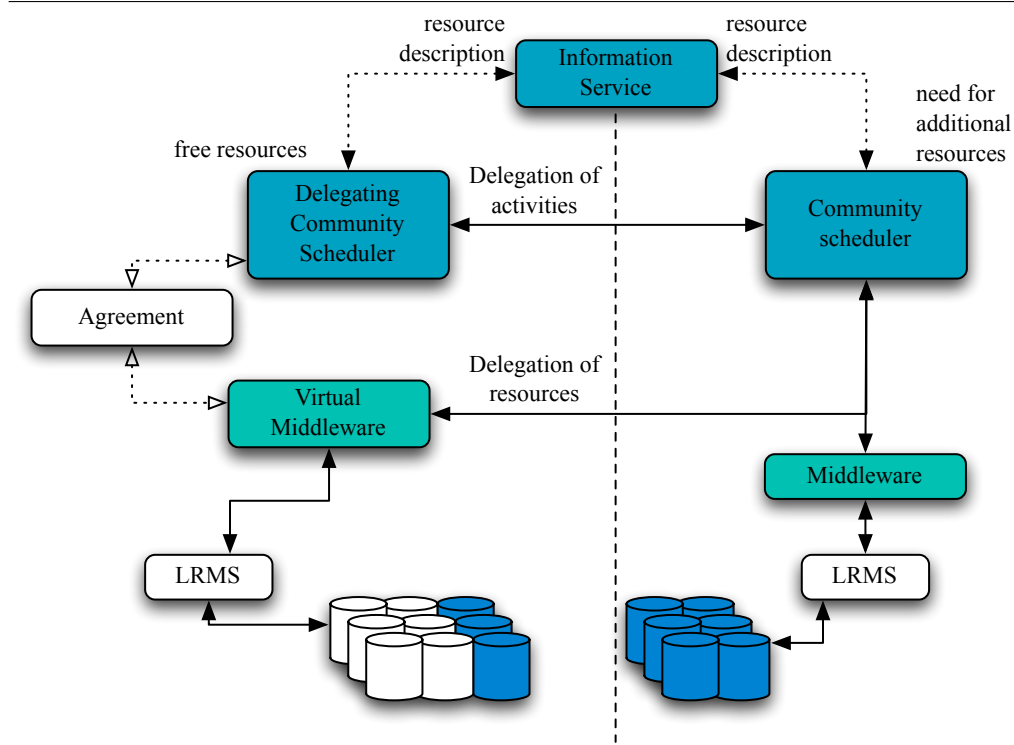 resource
description
Information
Service
resource
description
need for
additional
resources
free resources
Delegating
Community
Scheduler
Delegation of
activities
Community
scheduler
Agreement
Delegation of
resources
Virtual
Middleware
Middleware
LRMS
LRMS